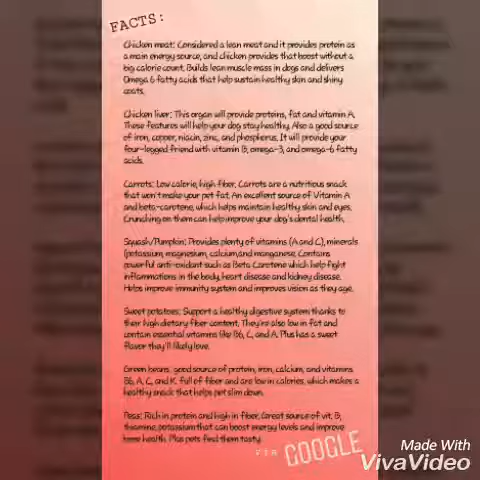 FACTS:
Chicken meat: Considered a lean meat and it provides protein as
a main energy source, and chicken provides that boost without a
big calorie count. Builds lean muscle mass in dogs and delivers
Omega 6 fatty acids that help sustain healthy skin and shiny
coats.
Chicken liver: This organ will provide proteins, fat and vitamin A.
These features will help your dog stay healthy. Also a good source
of iron, copper, niacin, zinc, and phosphorus. It will provide your
four-legged friend with vitamin B, omega-3, and omega-6 fatty
acids.
Carrots: Low calorie, high fiber, Carrots are a nutritious snack
that won't make your pet fat. An excellent source of Vitamin A
and beta-carotene, which helps maintain healthy skin and eyes.
Crunching on them can help improve your dog's dental health.
Squash/Pumpkin: Provides plenty of vitamins (A and C), minerals
(potassium, magnesium, calcium and manganese. Contains
powerful anti-oxidant such as Beta Carotene which help fight
inflammations in the body, heart disease and kidney disease.
Helps improve immunity system and improves vision as they age.
Sweet potatoes: Support a healthy digestive system thanks to
their high dietary fiber content. They're also low in fat and
contain essential vitamins like B6, C, and A. Plus has a sweet
flavor they'll likely love.
Green beans: good source of protein, iron, calcium, and vitamins
B6, A, C, and K. full of fiber and are low in calories, which makes a
healthy snack that helps pet slim down.
Peas: Rich in protein and high in fiber. Great source of vit. B,
thiamine, potassium that can boost energy levels and improve
bone health. Plus pets find them tasty.
GOOGLE
Made With
VivaVideo